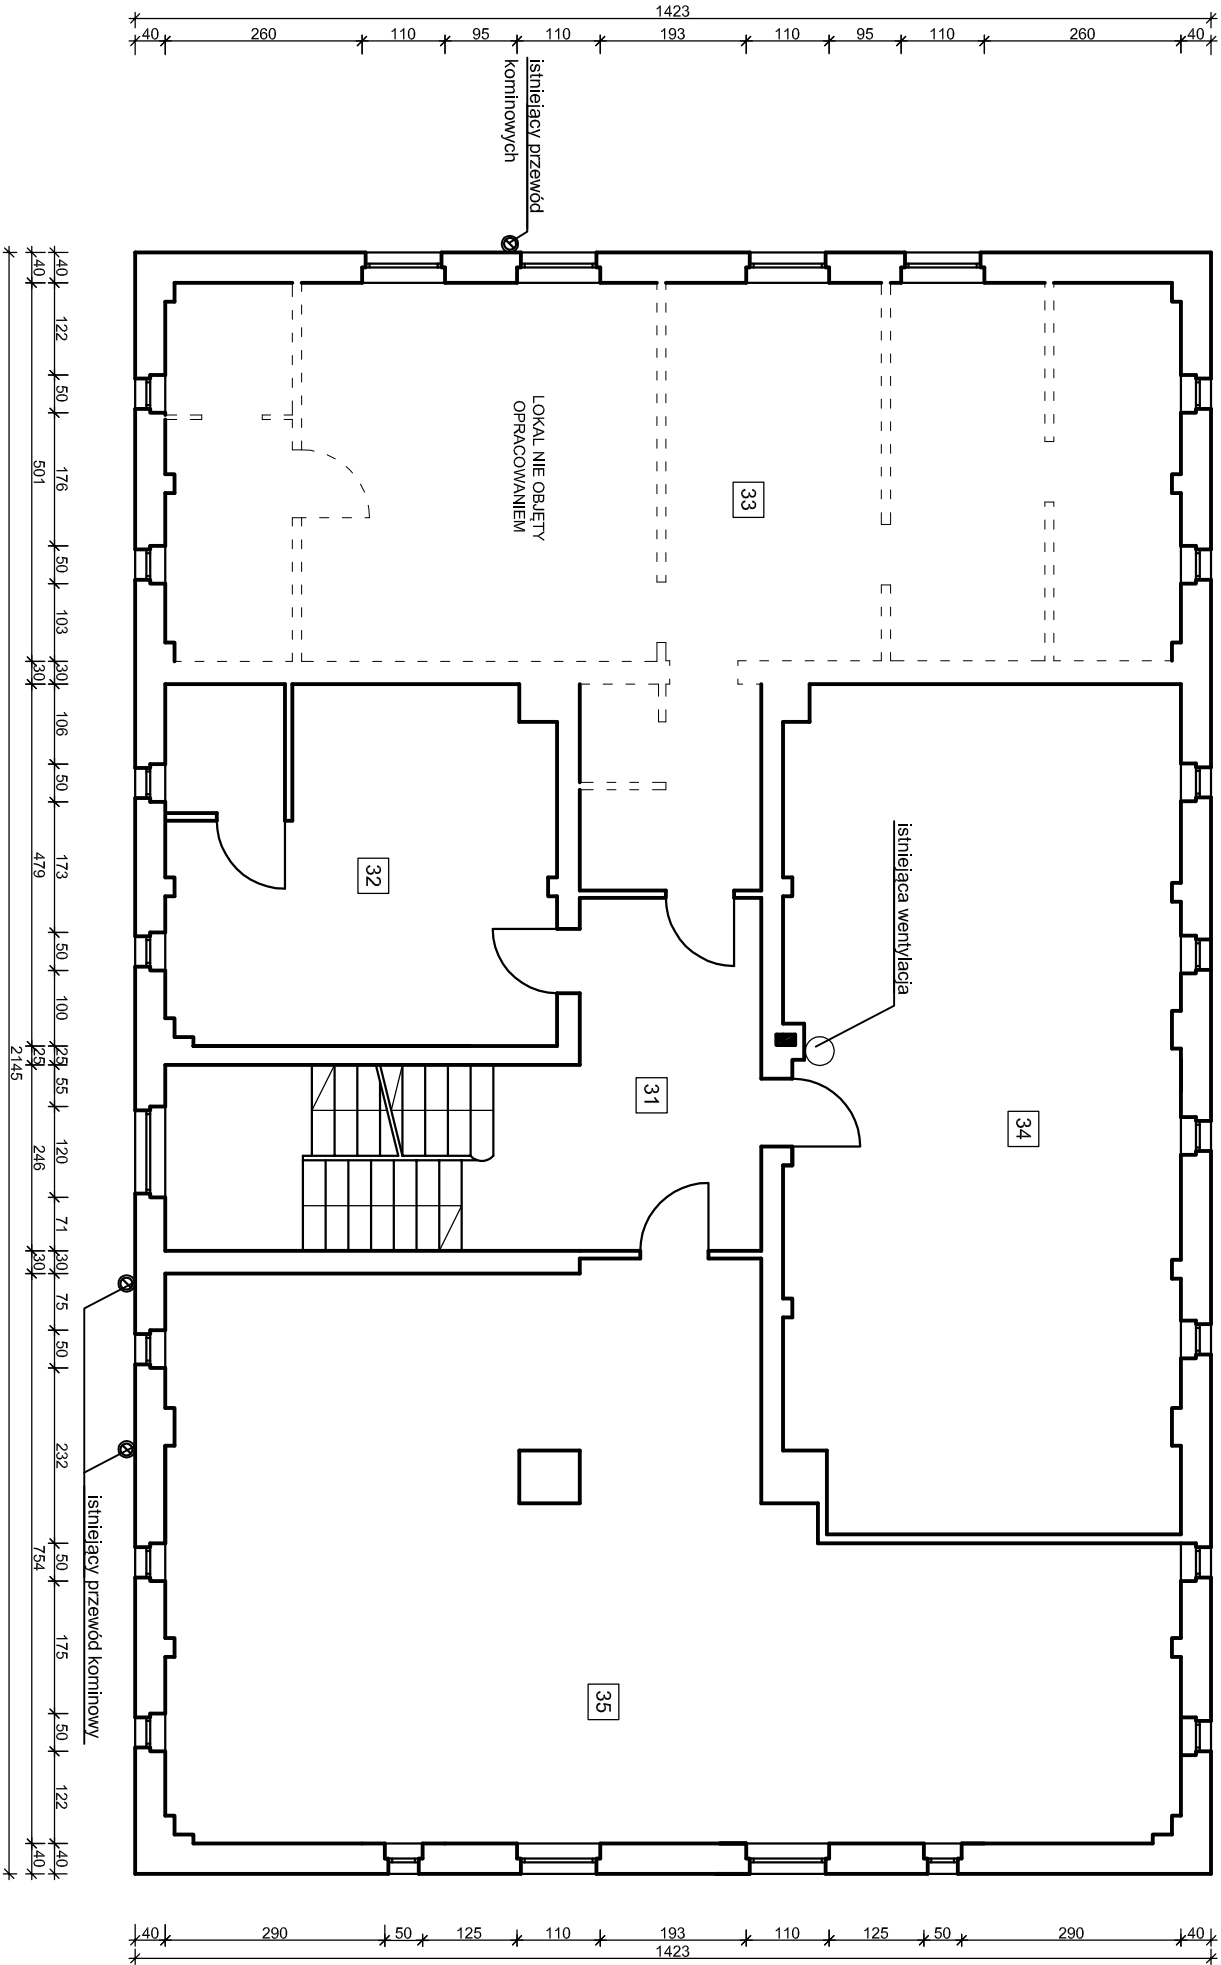 1423
40 260 110 95 110 193 110 95 110 260 40
istniejący przewód
kominowych
40 122 50 176 50 103 30 106 50 173 50 100 25 55 120 71 30 75 50 232 50 175 50 122 40
40 501 30 479 25 246 30 754 40
2145
LOKAL NIE OBJĘTY
OPRACOWANIEM
33
32
istniejąca wentylacja
31
34
35
istniejący przewód kominowy
40 290 50 125 110 193 110 125 50 290 40
1423